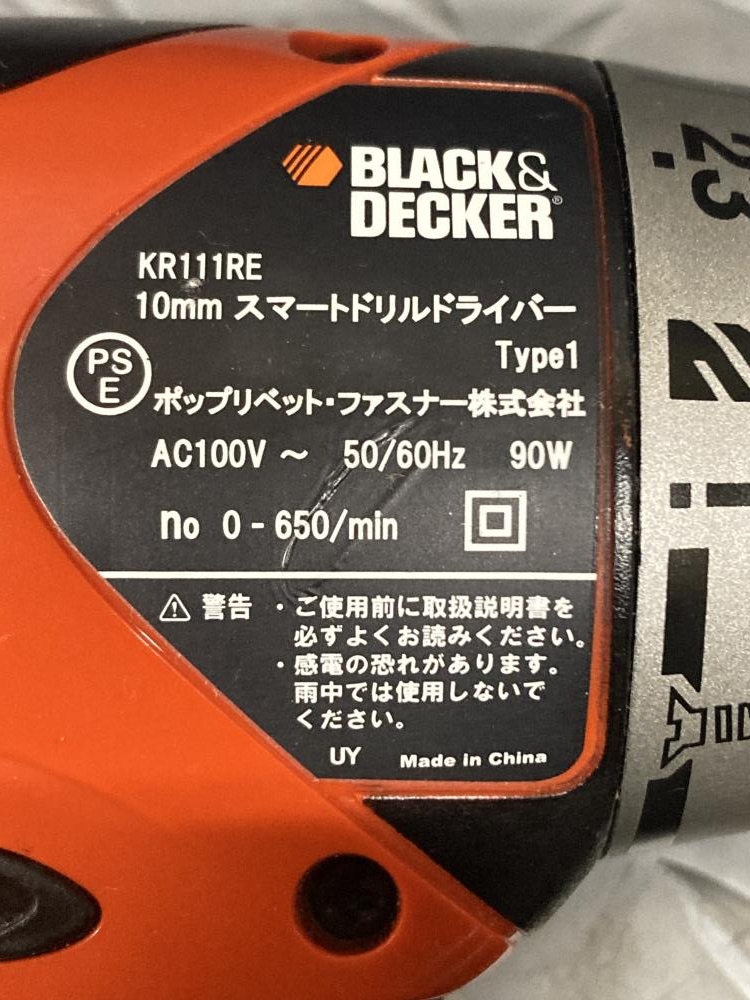 BLACK&
DECKER®
KR111RE
10mm スマートドリルドライバー
Type1
PS
E
ポップリベット・ファスナー株式会社
AC100V ～ 50/60Hz 90W
no 0 - 650/min
⚠ 警告 ・ご使用前に取扱説明書を
必ずよくお読みください。
・感電の恐れがあります。
雨中では使用しないで
ください。
UY Made in China
23
2